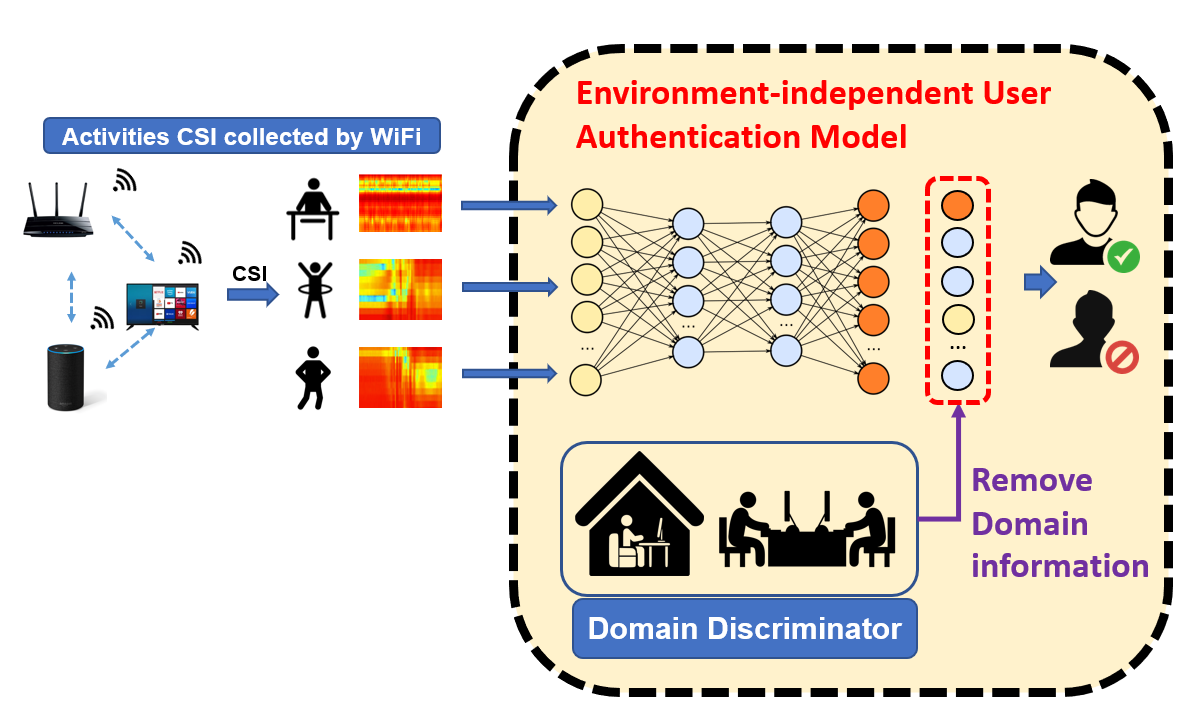 Environment-independent User
Authentication Model
Activities CSI collected by WiFi
CSI
...
...
...
...
...
Remove
Domain
information
Domain Discriminator